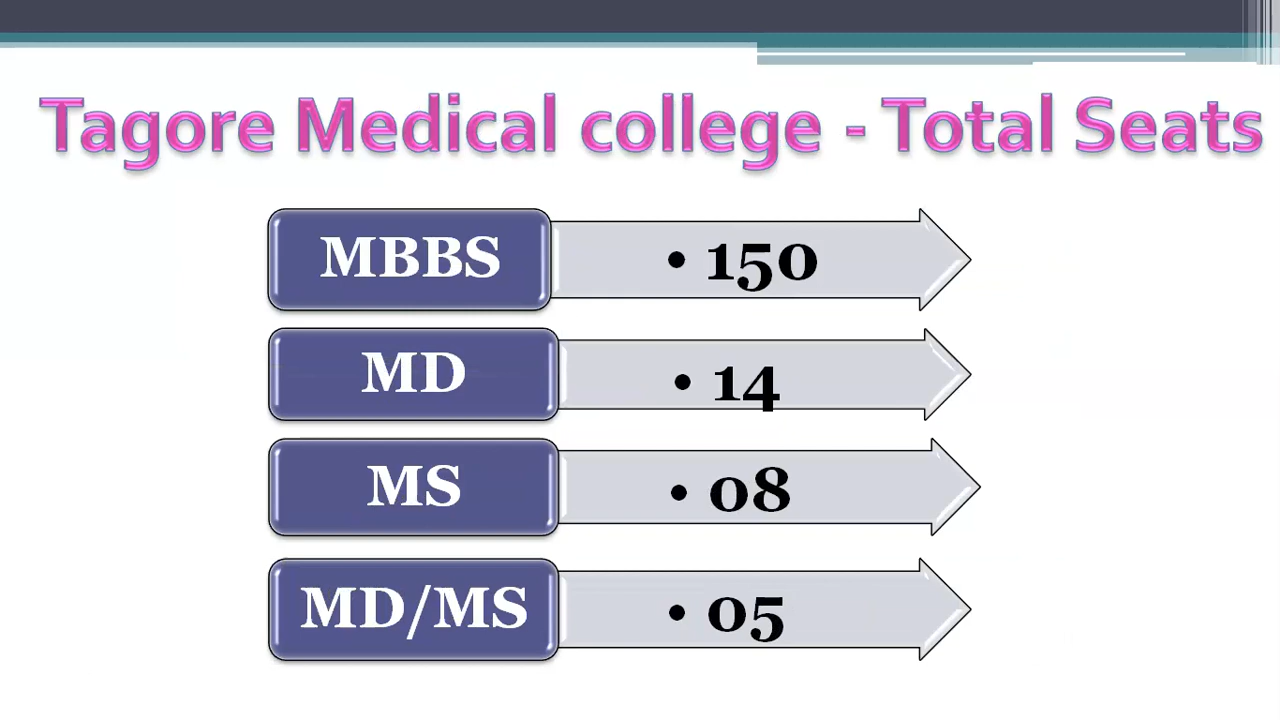 Tagore Medical college - Total Seats
MBBS
• 150
MD
• 14
MS
• 08
MD/MS
• 05